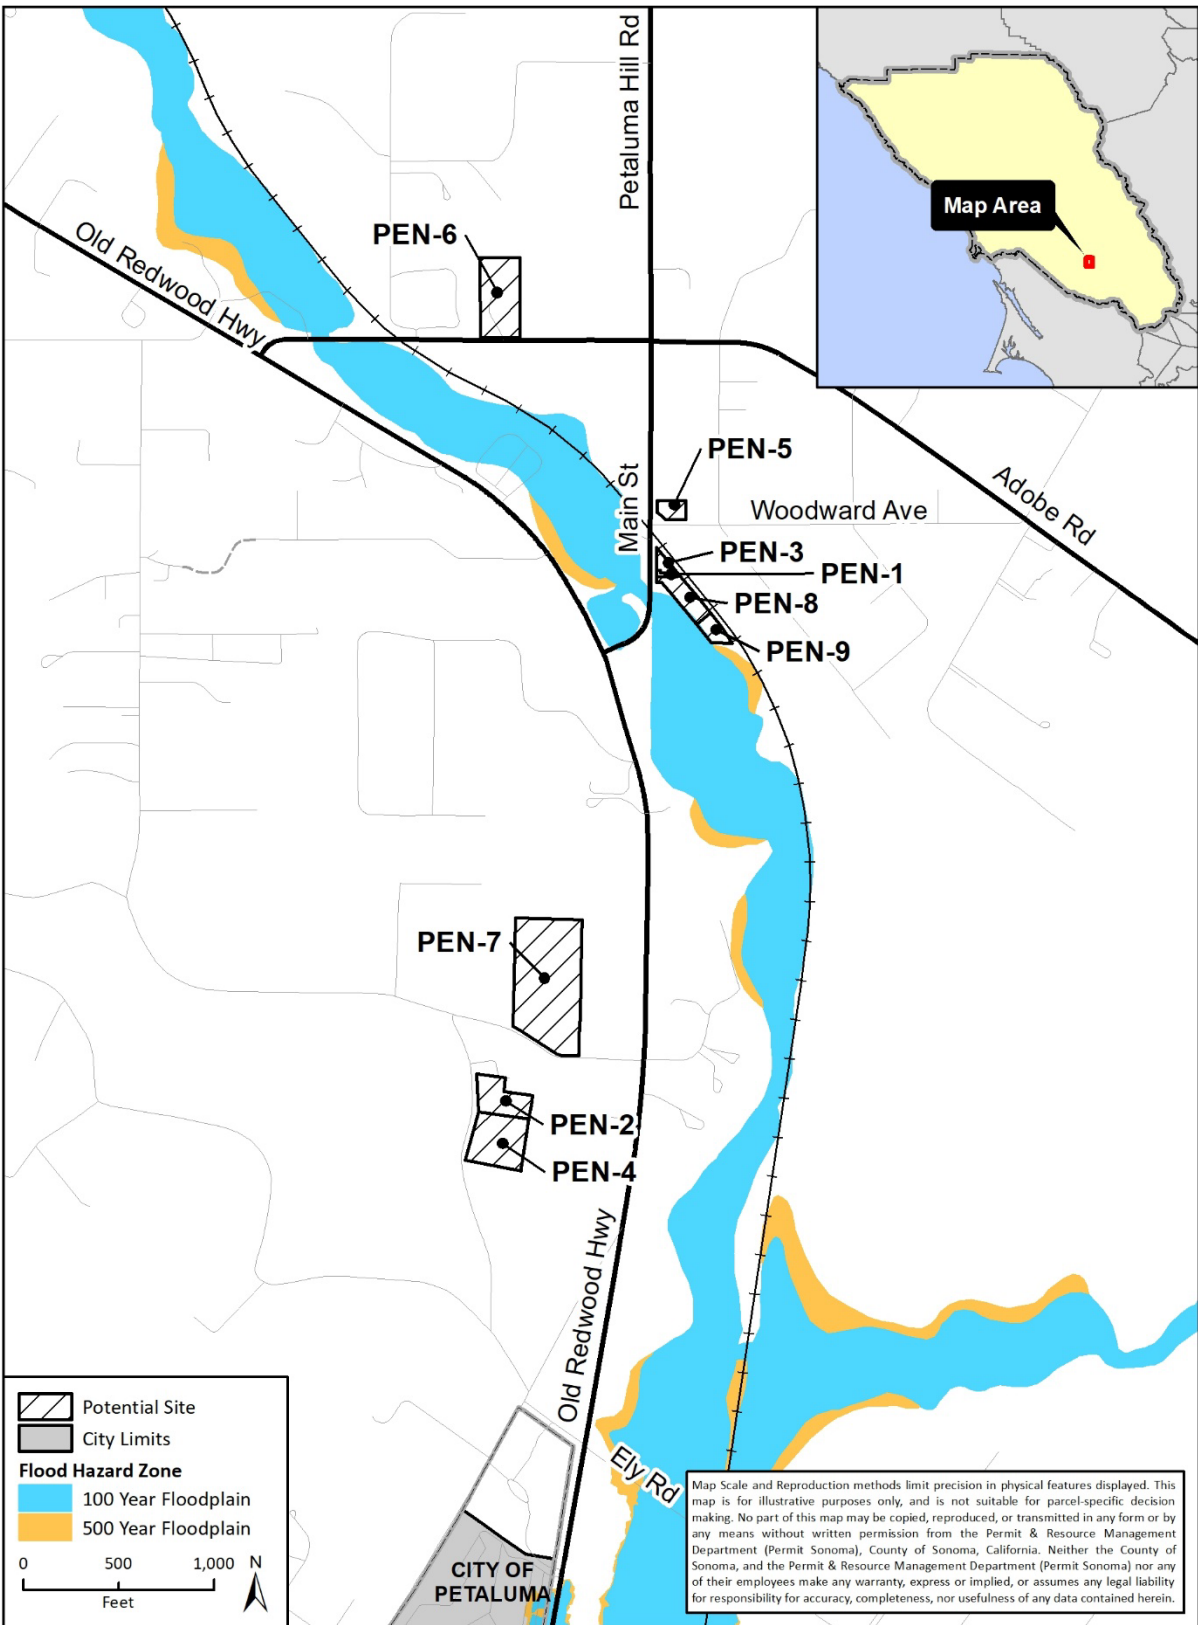 Petaluma Hill Rd
Map Area
PEN-6
Old Redwood Hwy
PEN-5
Main St
Woodward Ave
Adobe Rd
PEN-3
PEN-1
PEN-8
PEN-9
PEN-7
PEN-2
PEN-4
Old Redwood Hwy
Ely Rd
CITY OF
PETALUMA
Potential Site
City Limits
Flood Hazard Zone
100 Year Floodplain
500 Year Floodplain
0 500 1,000 N
Feet
Map Scale and Reproduction methods limit precision in physical features displayed. This
map is for illustrative purposes only, and is not suitable for parcel-specific decision
making. No part of this map may be copied, reproduced, or transmitted in any form or by
any means without written permission from the Permit & Resource Management
Department (Permit Sonoma), County of Sonoma, California. Neither the County of
Sonoma, and the Permit & Resource Management Department (Permit Sonoma) nor any
of their employees make any warranty, express or implied, or assumes any legal liability
for responsibility for accuracy, completeness, nor usefulness of any data contained herein.